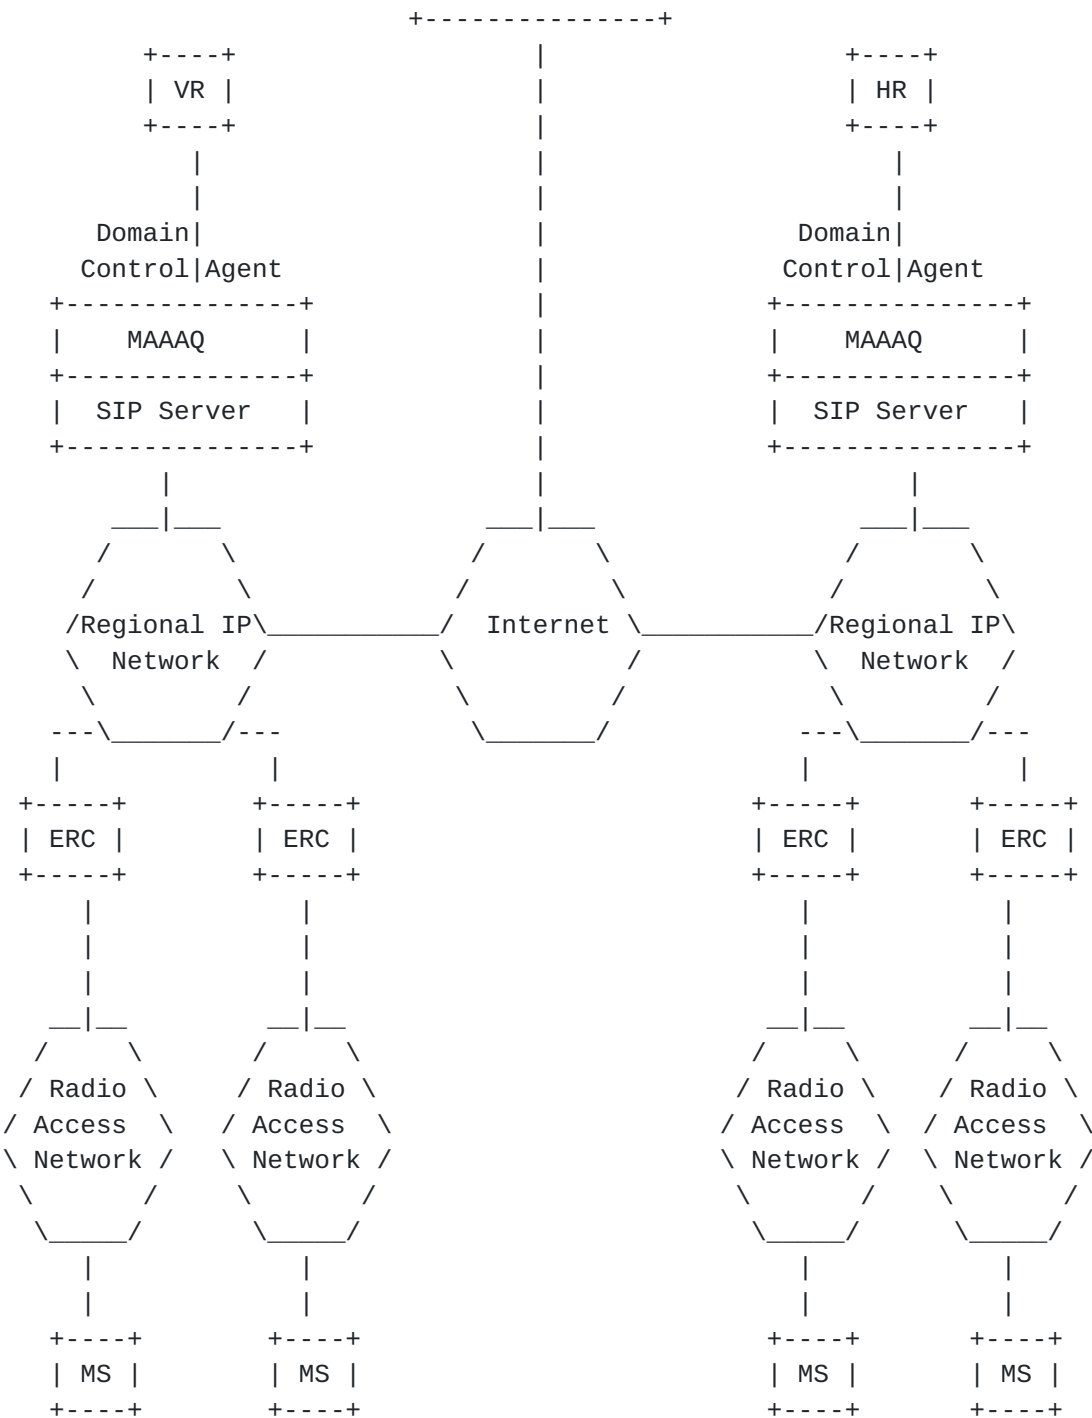 VR HR
Domain Domain
Control Agent Control Agent
MAAAQ MAAAQ
SIP Server SIP Server
Regional IP Internet Regional IP
Network Network
ERC ERC ERC ERC
Radio Radio Radio Radio
Access Access Access Access
Network Network Network Network
MS MS MS MS